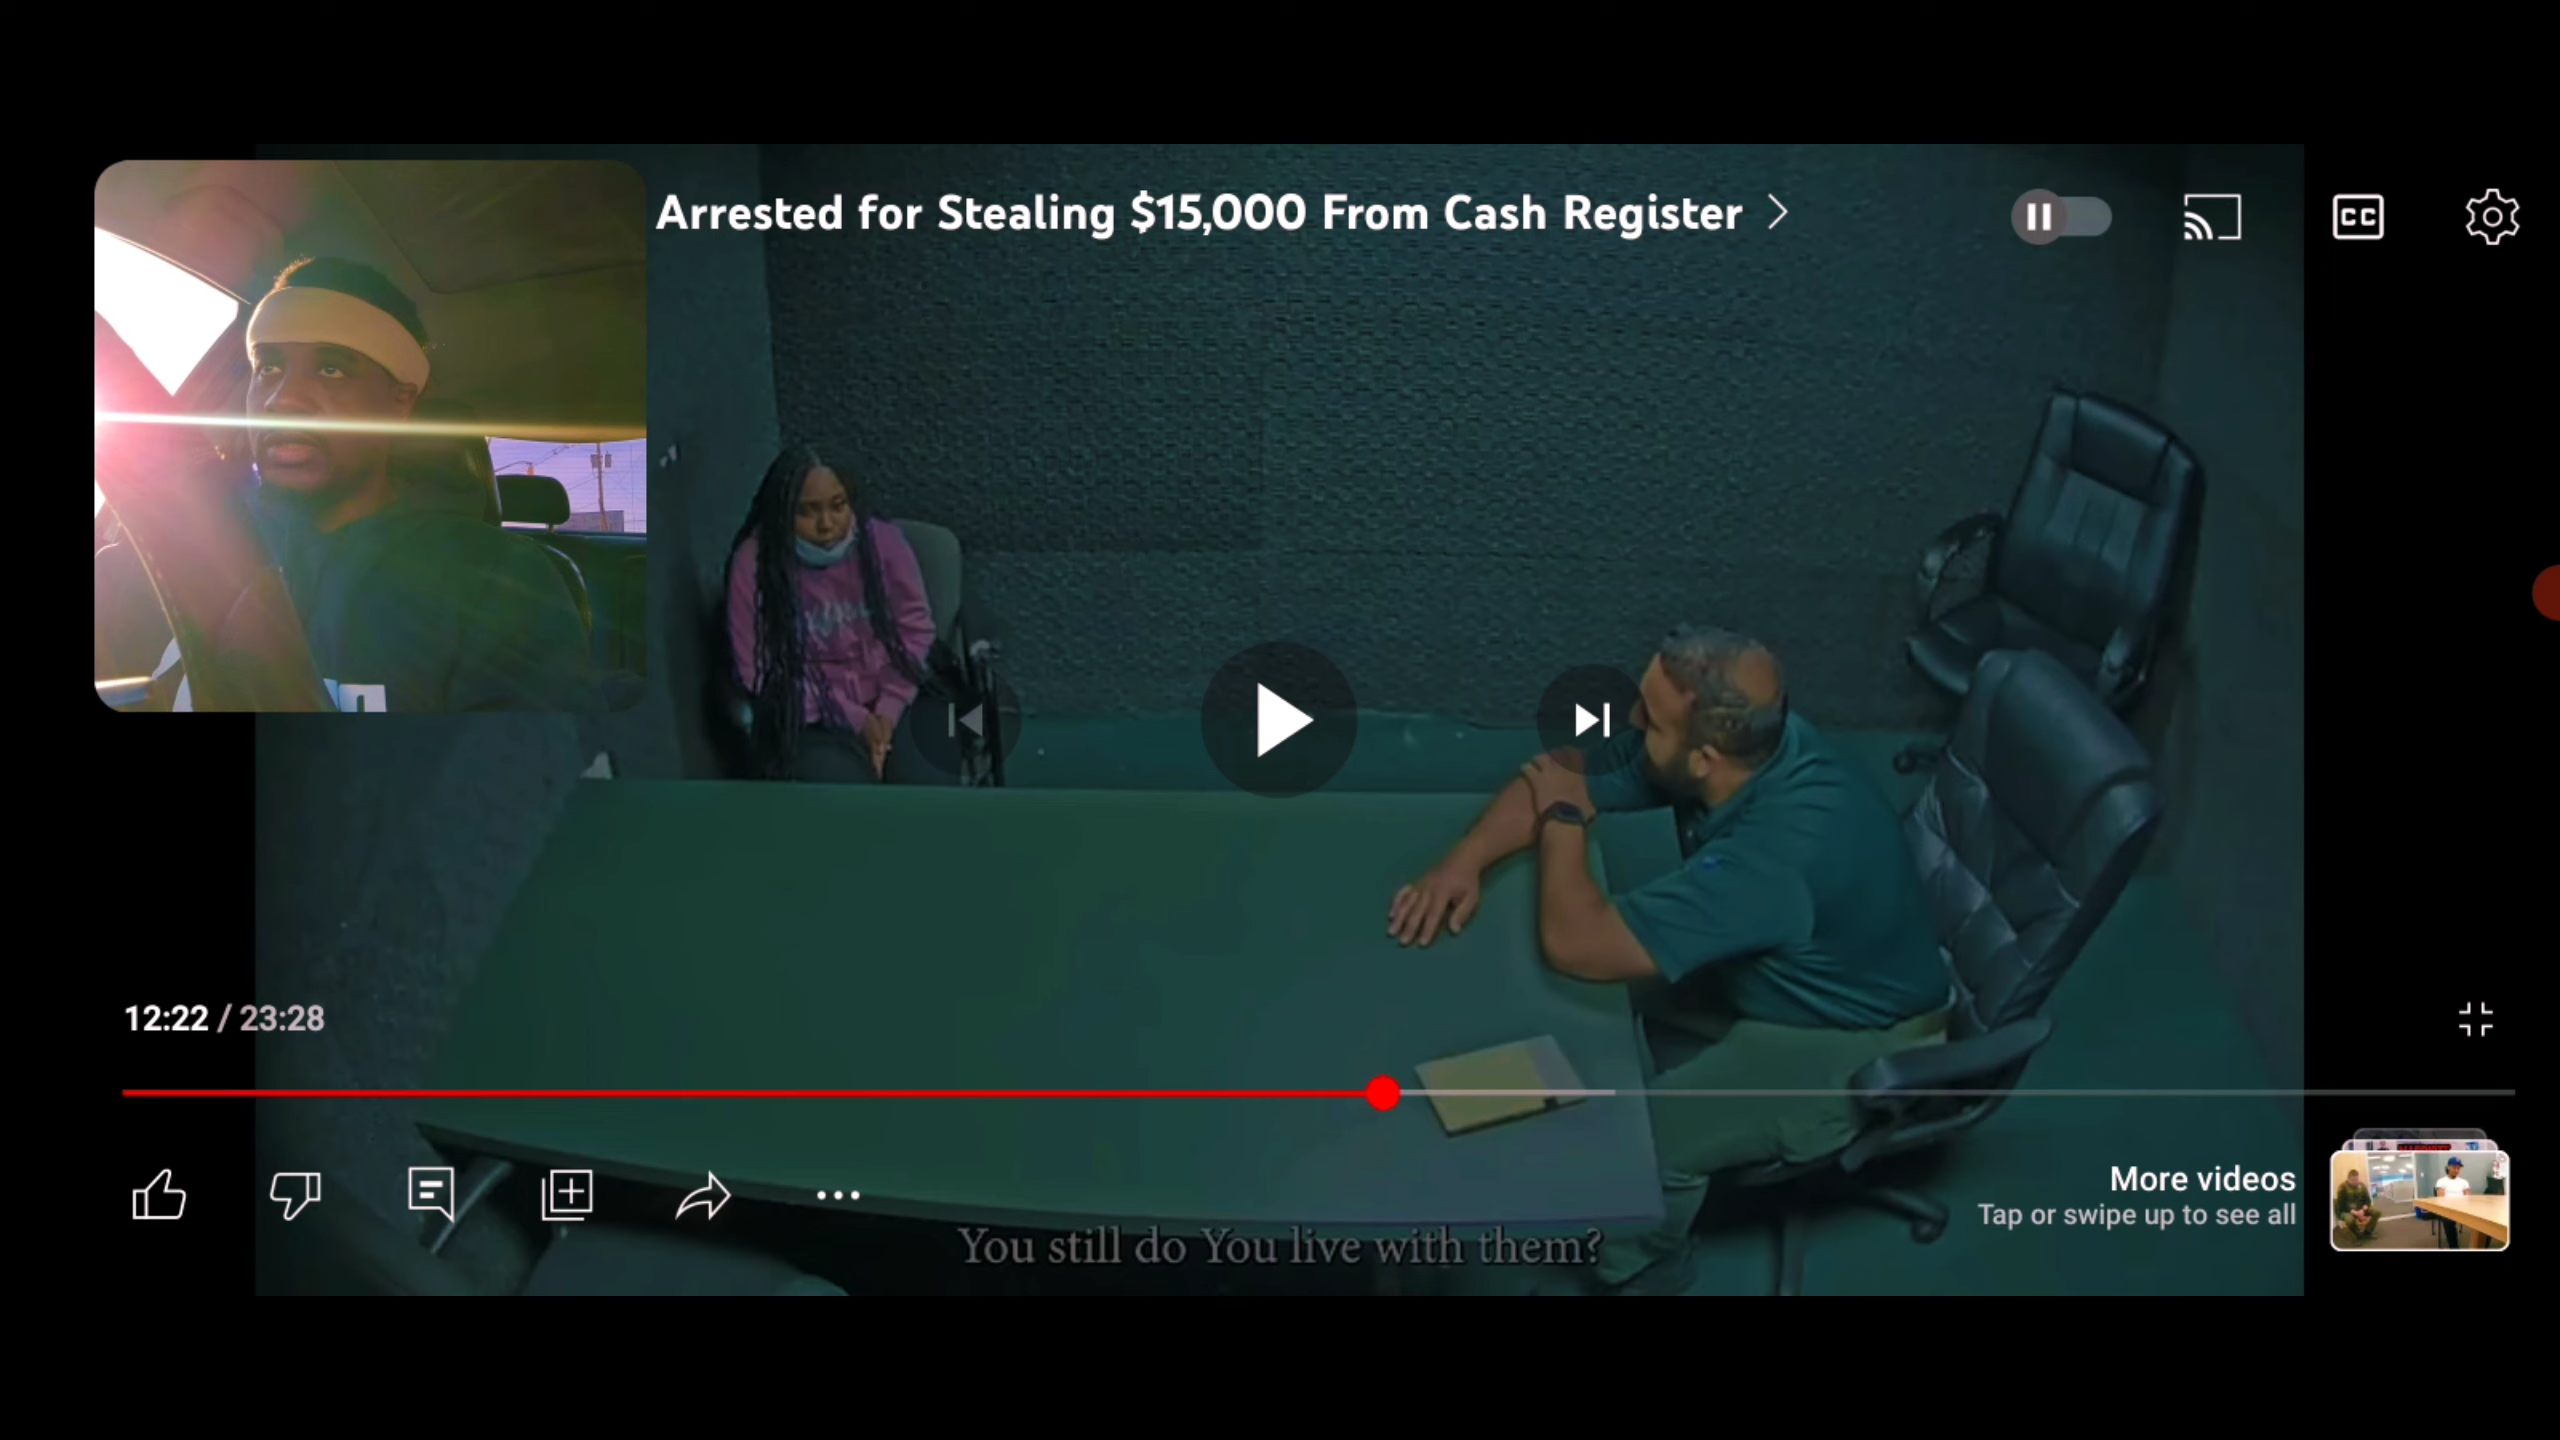 Arrested for Stealing $15,000 From Cash Register
CC
12:22 / 23:28
More videos
Tap or swipe up to see all
You still do You live with them?